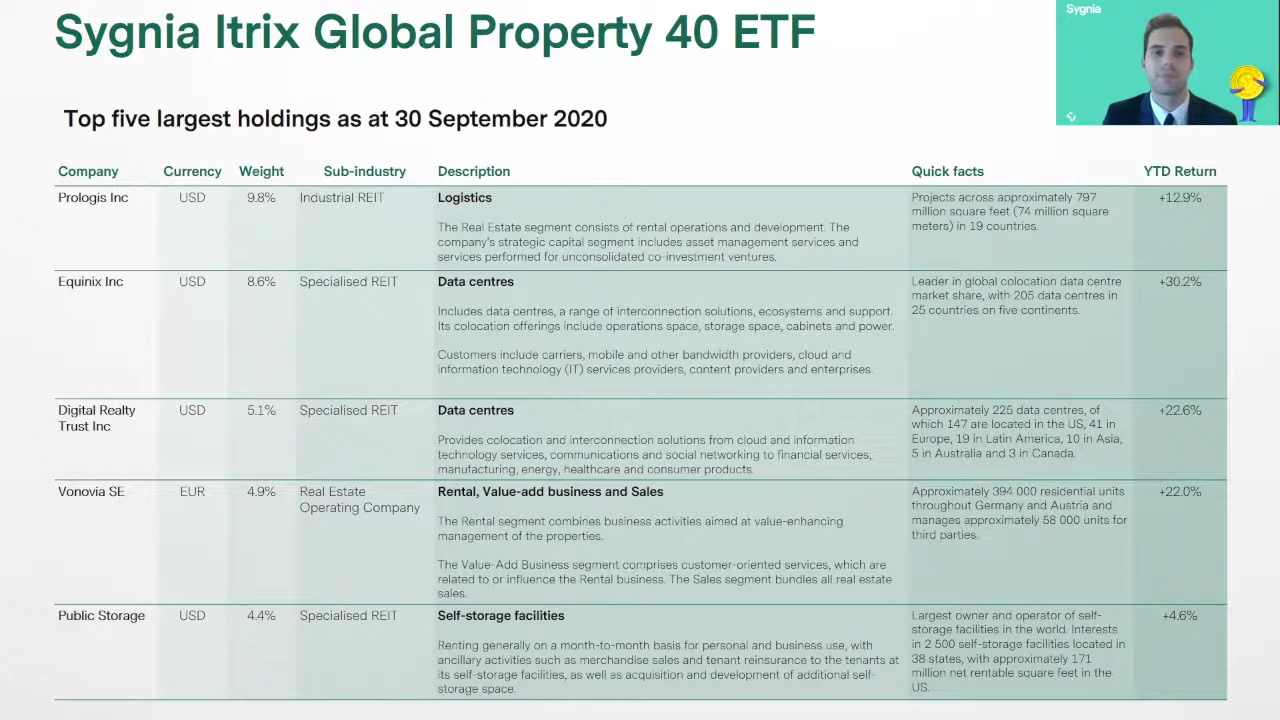 Sygnia Itrix Global Property 40 ETF
Sygnia
Top five largest holdings as at 30 September 2020
Company Currency Weight Sub-industry Description Quick facts YTD Return
Prologis Inc USD 9.8% Industrial REIT Logistics
The Real Estate segment consists of rental operations and development. The
company's strategic capital segment includes asset management services and
services performed for unconsolidated co-investment ventures.
Projects across approximately 797
million square feet (74 million square
meters) in 19 countries.
+12.9%
Equinix Inc USD 8.6% Specialised REIT Data centres
Includes data centres, a range of interconnection solutions, ecosystems and support.
Its colocation offerings include operations space, storage space, cabinets and power.
Customers include carriers, mobile and other bandwidth providers, cloud and
information technology (IT) services providers, content providers and enterprises.
Leader in global colocation data centre
market share, with 205 data centres in
25 countries on five continents.
+30.2%
Digital Realty
Trust Inc
USD 5.1% Specialised REIT Data centres
Provides colocation and interconnection solutions from cloud and information
technology services, communications and social networking to financial services,
manufacturing, energy, healthcare and consumer products.
Approximately 225 data centres, of
which 147 are located in the US, 41 in
Europe, 19 in Latin America, 10 in Asia,
5 in Australia and 3 in Canada.
+22.6%
Vonovia SE EUR 4.9% Real Estate
Operating Company
Rental, Value-add business and Sales
The Rental segment combines business activities aimed at value-enhancing
management of the properties.
The Value-Add Business segment comprises customer-oriented services, which are
related to or influence the Rental business. The Sales segment bundles all real estate
sales.
Approximately 394 000 residential units
throughout Germany and Austria and
manages approximately 58 000 units for
third parties.
+22.0%
Public Storage USD 4.4% Specialised REIT Self-storage facilities
Renting generally on a month-to-month basis for personal and business use, with
ancillary activities such as merchandise sales and tenant reinsurance to the tenants at
its self-storage facilities, as well as acquisition and development of additional self-
storage space.
Largest owner and operator of self-
storage facilities in the world. Interests
in 2 500 self-storage facilities located in
38 states, with approximately 171
million net rentable square feet in the
US.
+4.6%